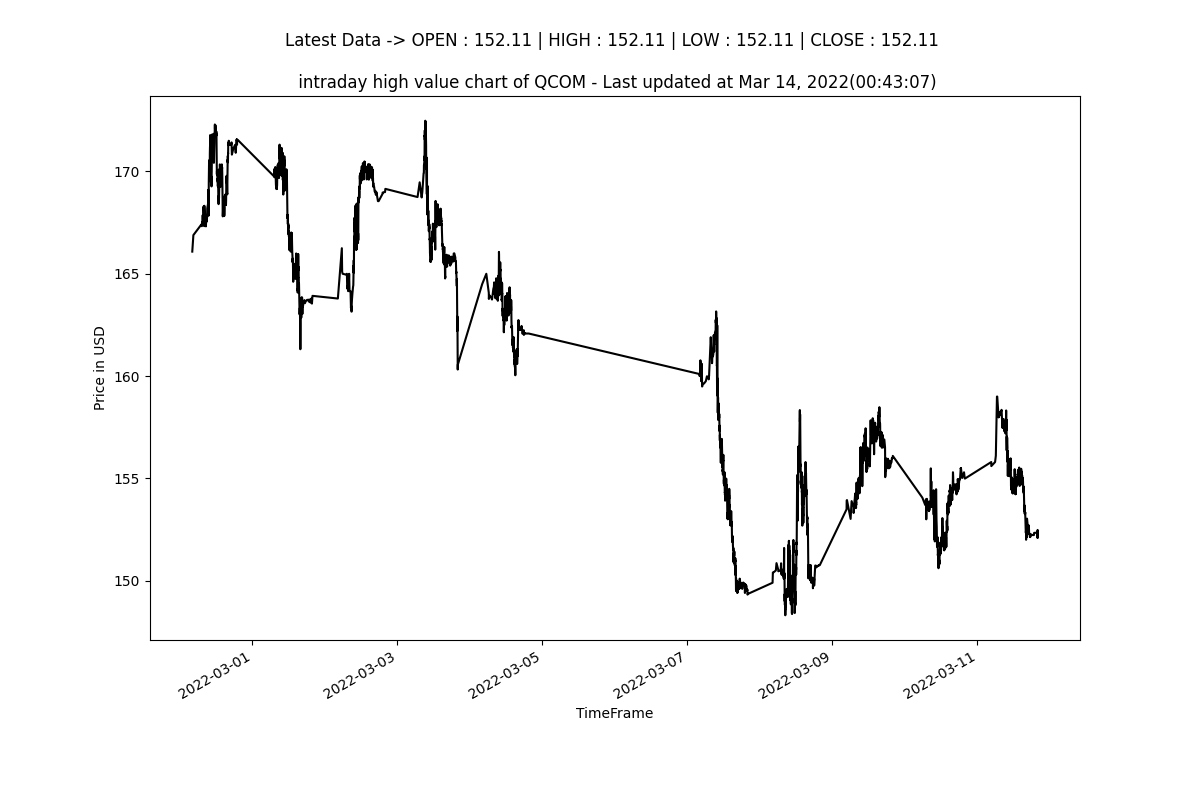 Latest Data -> OPEN : 152.11 | HIGH : 152.11 | LOW : 152.11 | CLOSE : 152.11
intraday high value chart of QCOM - Last updated at Mar 14, 2022(00:43:07)
Price in USD
170
165
160
155
150
2022-03-01
2022-03-03
2022-03-05
2022-03-07
2022-03-09
2022-03-11
TimeFrame